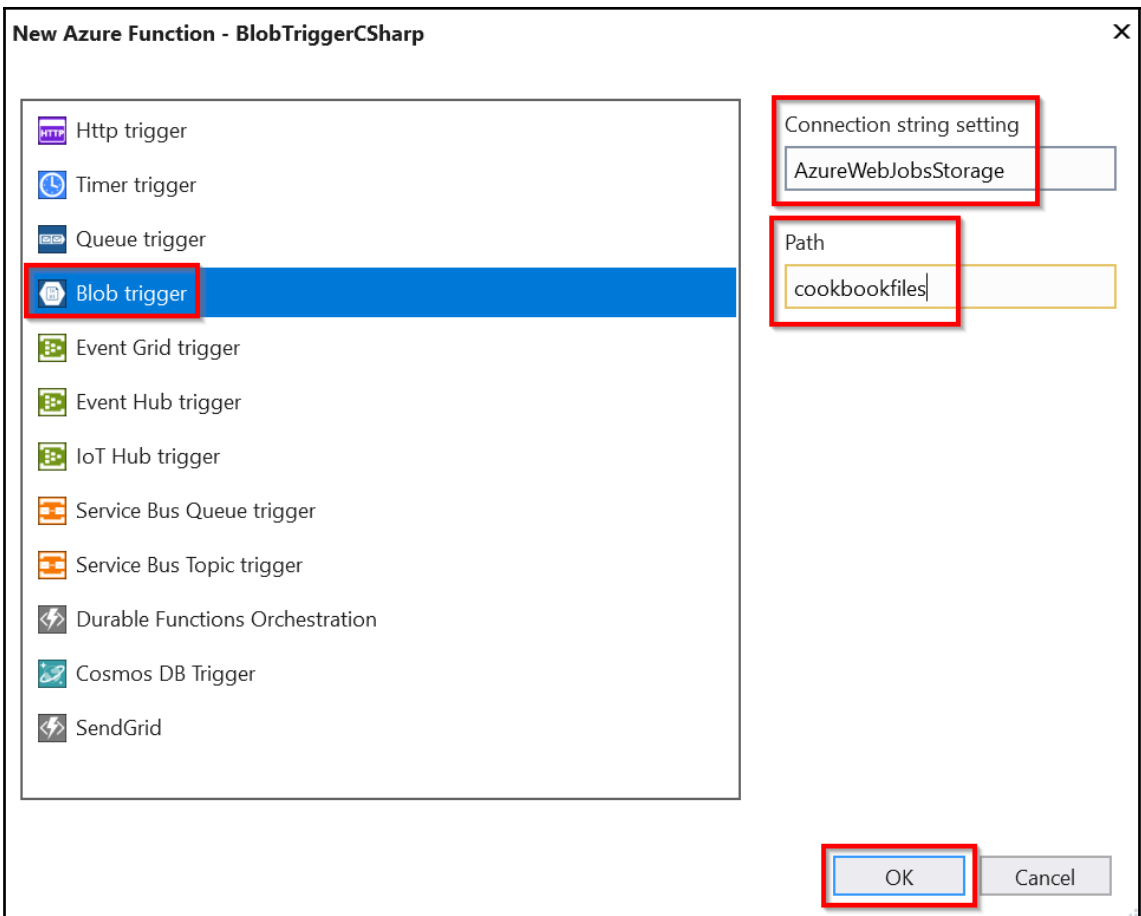 New Azure Function - BlobTriggerCSharp
HTTP
Http trigger
Timer trigger
Queue trigger
Blob trigger
Event Grid trigger
Event Hub trigger
IoT Hub trigger
Service Bus Queue trigger
Service Bus Topic trigger
Durable Functions Orchestration
Cosmos DB Trigger
SendGrid
Connection string setting
AzureWebJobsStorage
Path
cookbookfiles
OK
Cancel